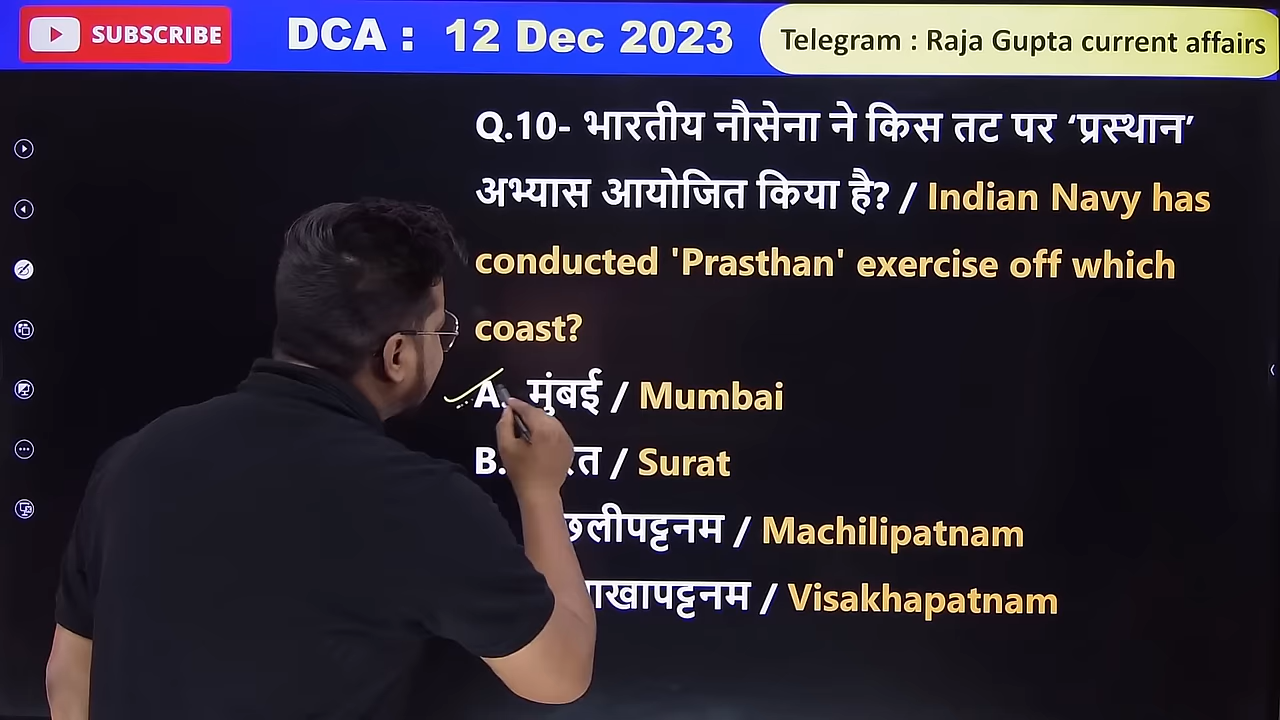 SUBSCRIBE
DCA : 12 Dec 2023
Telegram : Raja Gupta current affairs
Q.10- भारतीय नौसेना ने किस तट पर ‘प्रस्थान’
अभ्यास आयोजित किया है? / Indian Navy has
conducted 'Prasthan' exercise off which
coast?
A. मुंबई / Mumbai
B. / Surat
/ Machilipatnam
/ Visakhapatnam